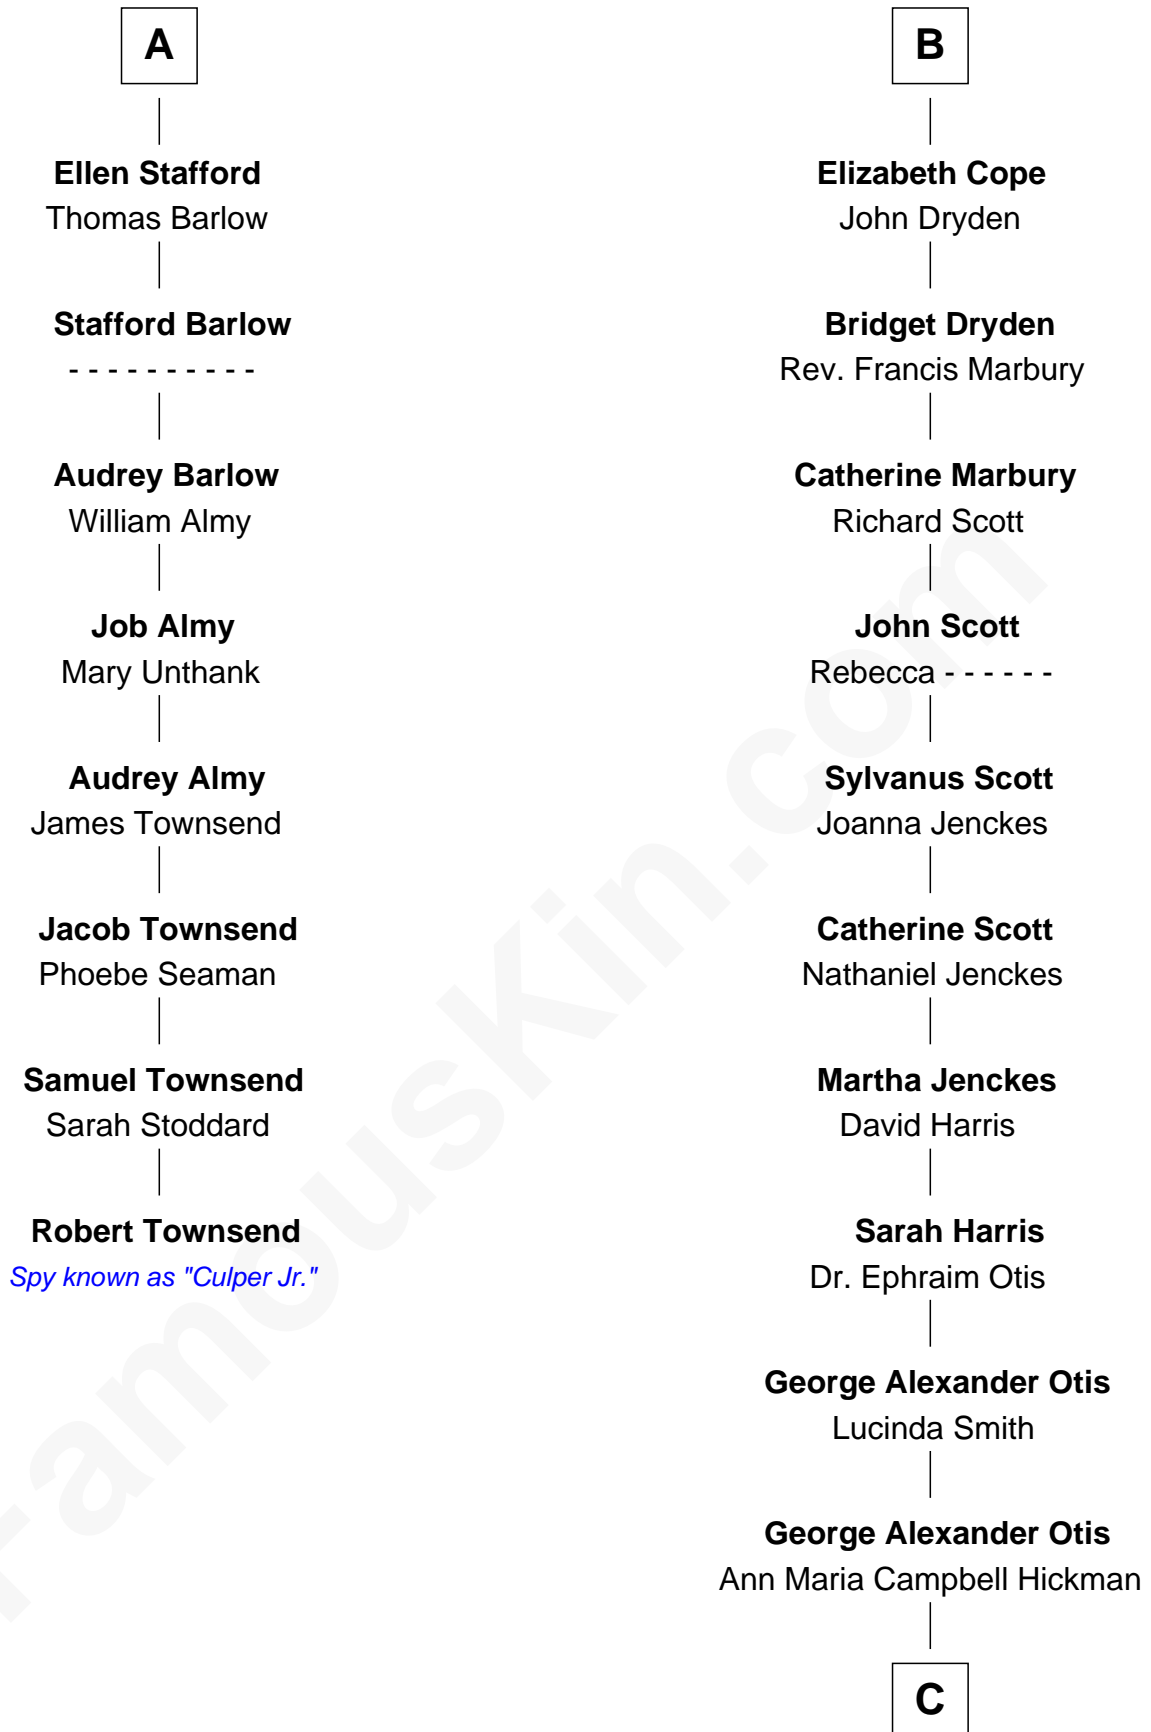 A
Ellen Stafford
Thomas Barlow
Stafford Barlow
- - - - - - - - - -
Audrey Barlow
William Almy
Job Almy
Mary Unthank
Audrey Almy
James Townsend
Jacob Townsend
Phoebe Seaman
Samuel Townsend
Sarah Stoddard
Robert Townsend
Spy known as "Culper Jr."
B
Elizabeth Cope
John Dryden
Bridget Dryden
Rev. Francis Marbury
Catherine Marbury
Richard Scott
John Scott
Rebecca - - - - - -
Sylvanus Scott
Joanna Jenckes
Catherine Scott
Nathaniel Jenckes
Martha Jenckes
David Harris
Sarah Harris
Dr. Ephraim Otis
George Alexander Otis
Lucinda Smith
George Alexander Otis
Ann Maria Campbell Hickman
C
FamousKin.com